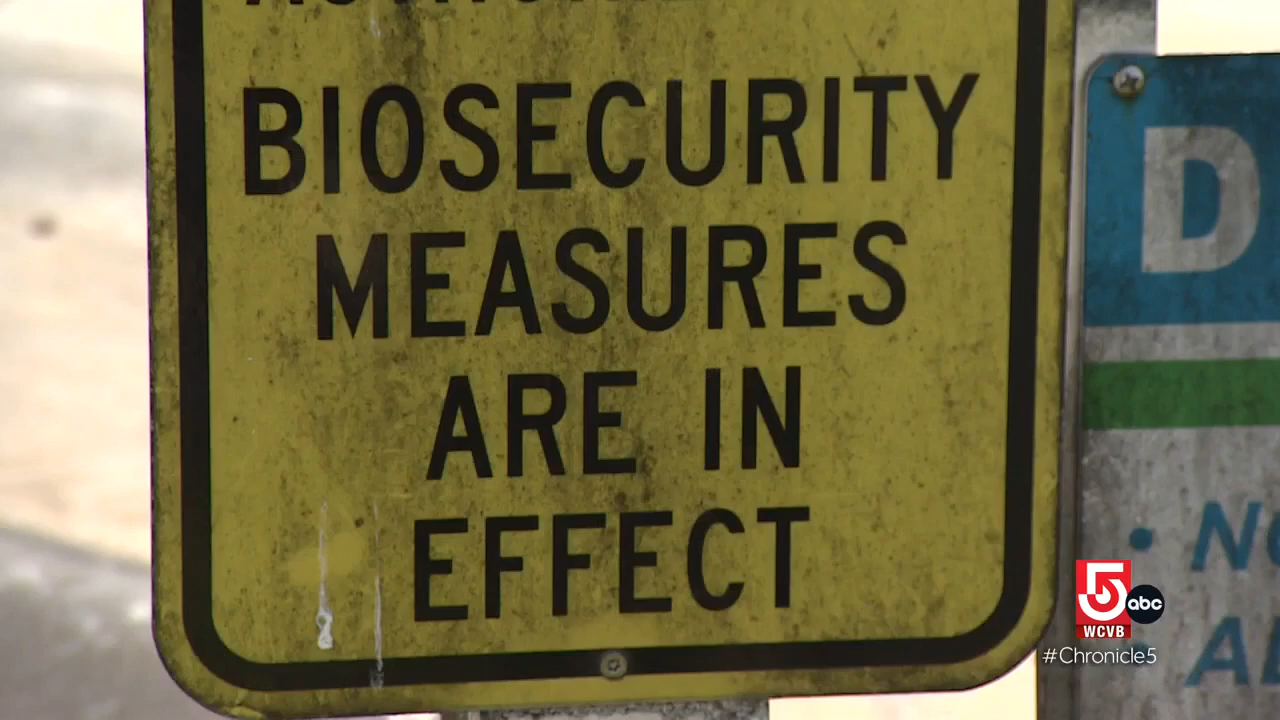 BIOSECURITY
MEASURES
ARE IN
EFFECT
D
5
abc
WCVB
#Chronicle5